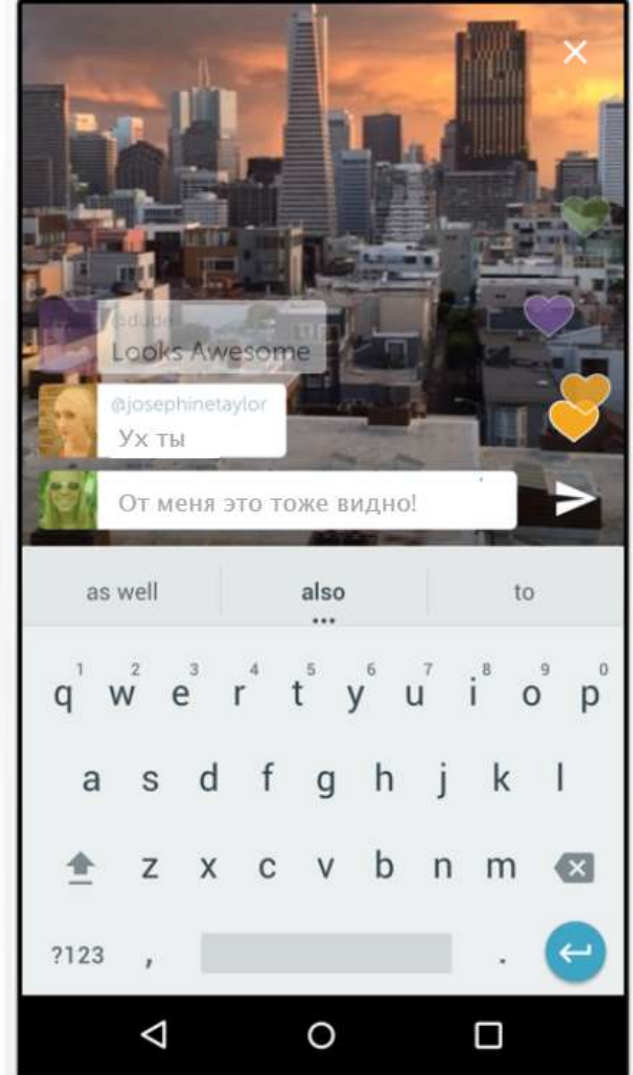 @dude
Looks Awesome
@josephinetaylor
Ух ты
От меня это тоже видно!
as well also to
1 2 3 4 5 6 7 8 9 0
q w e r t y u i o p
a s d f g h j k l
z x c v b n m
?123 , .